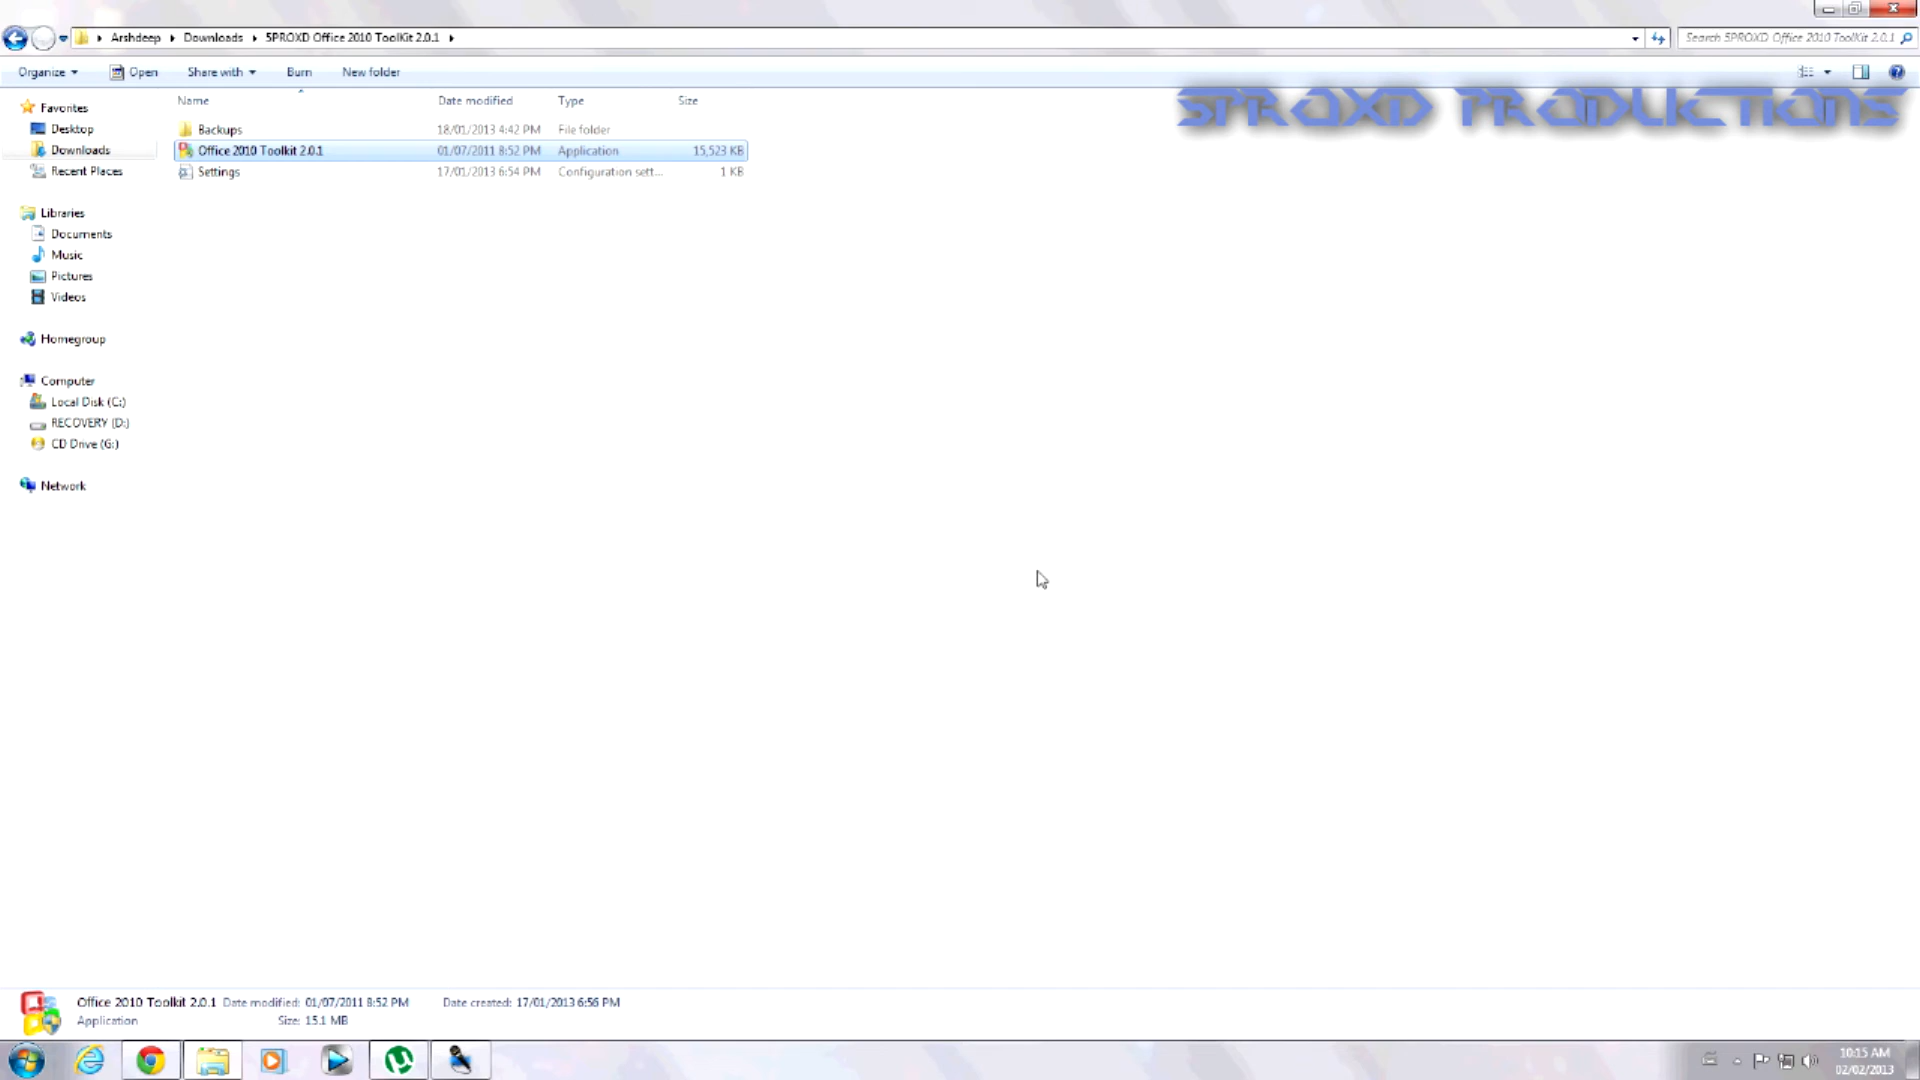 Arshdeep Downloads 5PROXD Office 2010 ToolKit 2.0.1
Search 5PROXD Office 2010 ToolKit 2.0.1
Organize Open Share with Burn New folder
5PROXD PRODUCTIONS
Name Date modified Type Size
Favorites
Desktop
Downloads
Recent Places
Libraries
Documents
Music
Pictures
Videos
Homegroup
Computer
Local Disk (C:)
RECOVERY (D:)
CD Drive (G:)
Network
Backups 18/01/2013 4:42 PM File folder
Office 2010 Toolkit 2.0.1 01/07/2011 8:52 PM Application 15,523 KB
Settings 17/01/2013 6:54 PM Configuration sett... 1 KB
Office 2010 Toolkit 2.0.1 Date modified: 01/07/2011 8:52 PM Date created: 17/01/2013 6:56 PM
Application Size: 15.1 MB
10:15 AM
02/02/2013